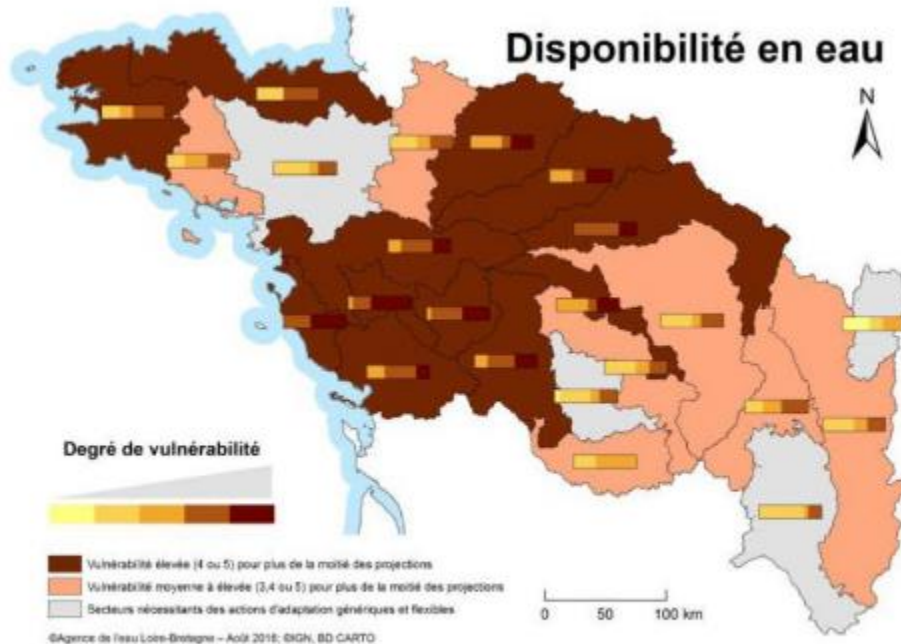 Disponibilité en eau
N
Degré de vulnérabilité
Vulnérabilité élevée (4 ou 5) pour plus de la moitié des projections
Vulnérabilité moyenne à élevée (3,4 ou 5) pour plus de la moitié des projections
Secteurs nécessitants des actions d'adaptation génériques et flexibles
0 50 100 km
©Agence de l'eau Loire-Bretagne – Août 2016; ©IGN, BD CARTO